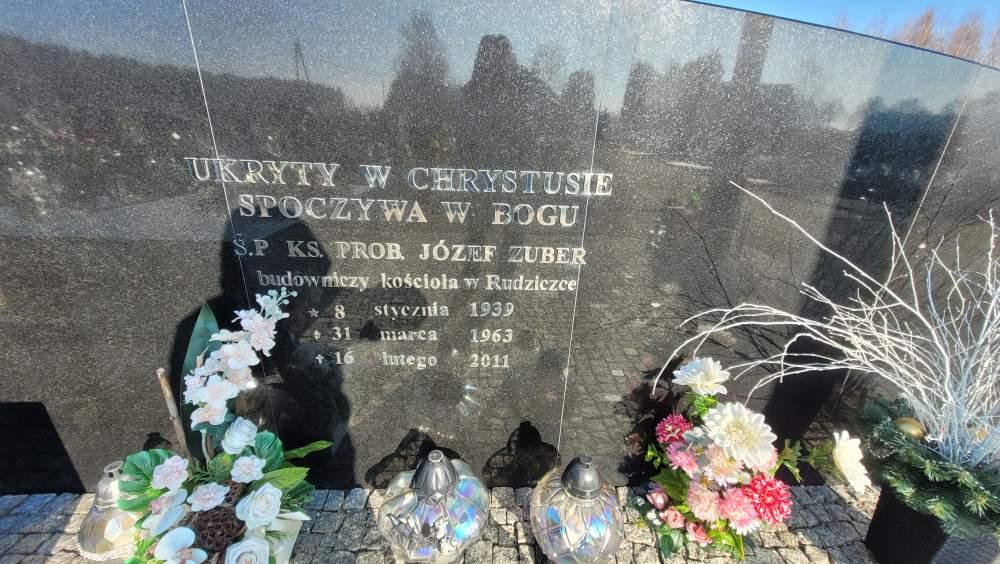 UKRYTY W CHRYSTUSIE
SPOCZYWA W BOGU
Ś.P KS. PROB. JÓZEF ZUBER
budowniczy kościoła w Rudziczce
★ 8 stycznia 1939
✝ 31 marca 1963
✝ 16 lutego 2011